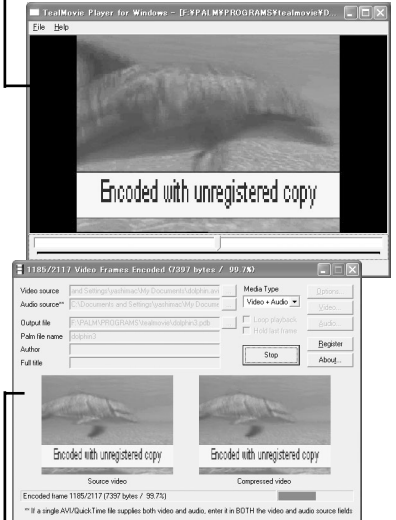 TealMovie Player for Windows - [F:¥PALM¥PROGRAMS¥tealmovie¥D...
File Help
Encoded with unregistered copy
1185/2117 Video Frames Encoded (7397 bytes / 99.7%)
Video source and Settings\yastsmac\My Documents\dolphin.avi
Media Type
Options...
Audio source** C:\Documents and Settings\yastsmac\My Docume
Video + Audio
Video...
Output file F:\PALM\PROGRAMS\tealmovie\dolphin3.pdb
Loop playback
Hold last frame
Audio...
Palm file name dolphin3
Author
Stop
Register
Full title
About...
Encoded with unregistered copy
Encoded with unregistered copy
Source video
Compressed video
Encoded frame 1185/2117 (7397 bytes / 99.7%)
** If a single AVI/QuickTime file supplies both video and audio, enter it in BOTH the video and audio source fields